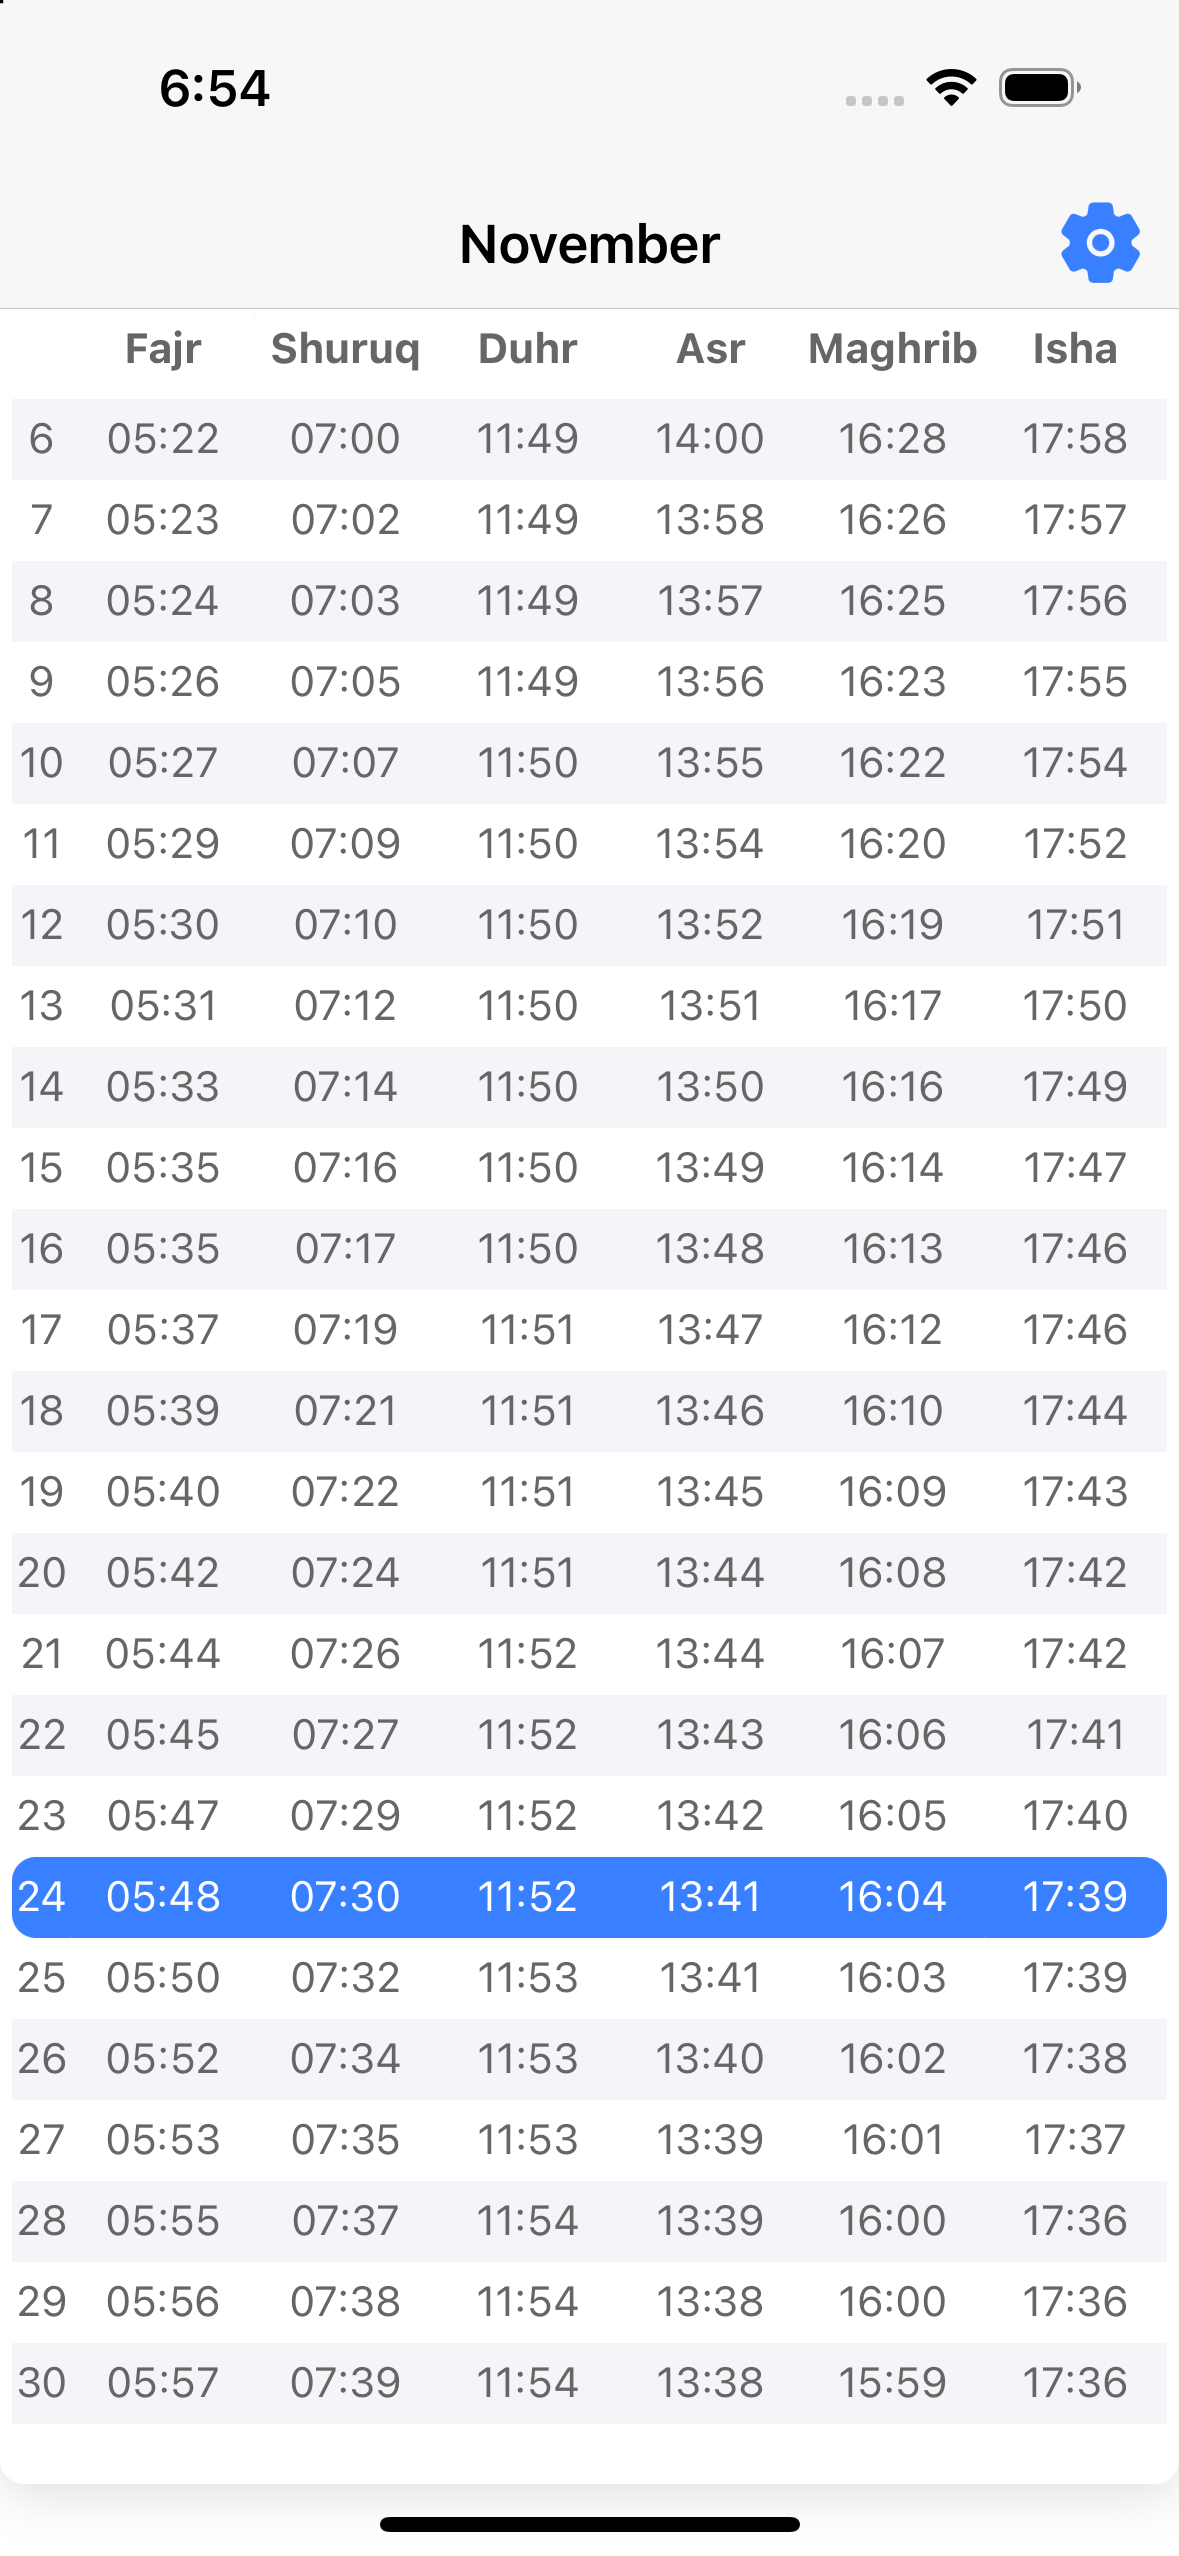 6:54
November
Fajr Shuruq Duhr Asr Maghrib Isha
6 05:22 07:00 11:49 14:00 16:28 17:58
7 05:23 07:02 11:49 13:58 16:26 17:57
8 05:24 07:03 11:49 13:57 16:25 17:56
9 05:26 07:05 11:49 13:56 16:23 17:55
10 05:27 07:07 11:50 13:55 16:22 17:54
11 05:29 07:09 11:50 13:54 16:20 17:52
12 05:30 07:10 11:50 13:52 16:19 17:51
13 05:31 07:12 11:50 13:51 16:17 17:50
14 05:33 07:14 11:50 13:50 16:16 17:49
15 05:35 07:16 11:50 13:49 16:14 17:47
16 05:35 07:17 11:50 13:48 16:13 17:46
17 05:37 07:19 11:51 13:47 16:12 17:46
18 05:39 07:21 11:51 13:46 16:10 17:44
19 05:40 07:22 11:51 13:45 16:09 17:43
20 05:42 07:24 11:51 13:44 16:08 17:42
21 05:44 07:26 11:52 13:44 16:07 17:42
22 05:45 07:27 11:52 13:43 16:06 17:41
23 05:47 07:29 11:52 13:42 16:05 17:40
24 05:48 07:30 11:52 13:41 16:04 17:39
25 05:50 07:32 11:53 13:41 16:03 17:39
26 05:52 07:34 11:53 13:40 16:02 17:38
27 05:53 07:35 11:53 13:39 16:01 17:37
28 05:55 07:37 11:54 13:39 16:00 17:36
29 05:56 07:38 11:54 13:38 16:00 17:36
30 05:57 07:39 11:54 13:38 15:59 17:36